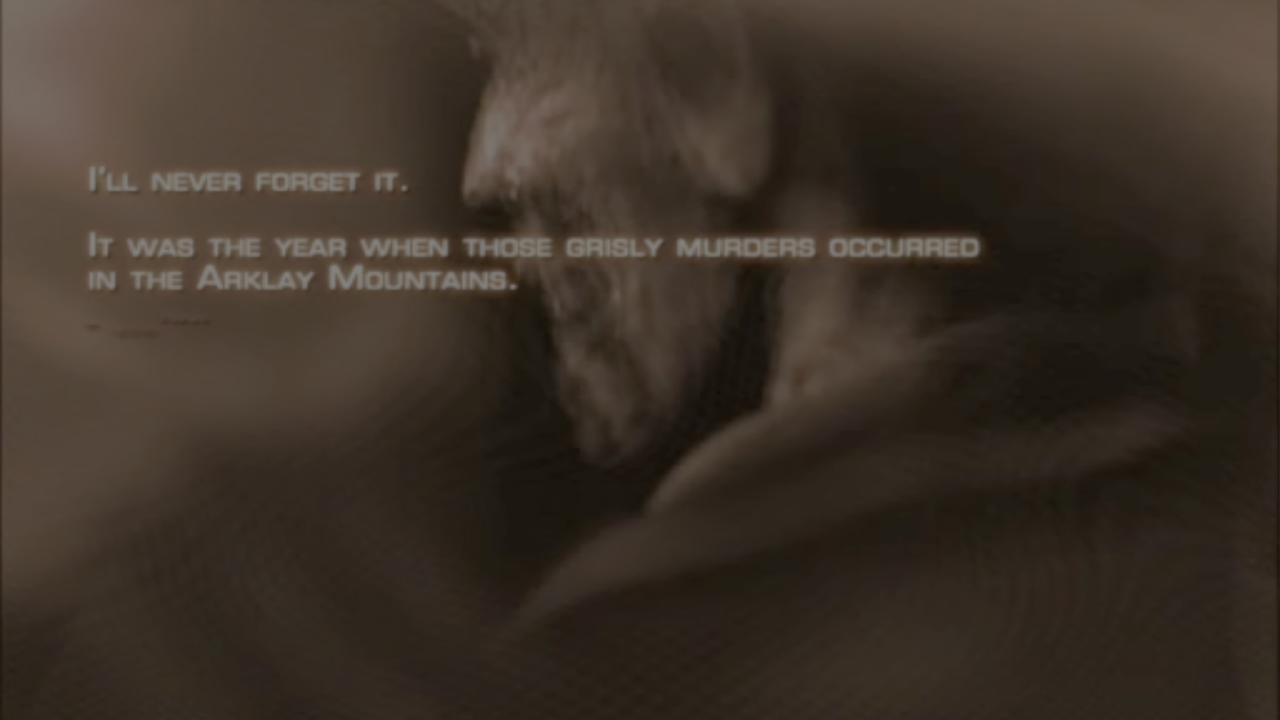 I'll never forget it.
It was the year when those grisly murders occurred
in the Arklay Mountains.